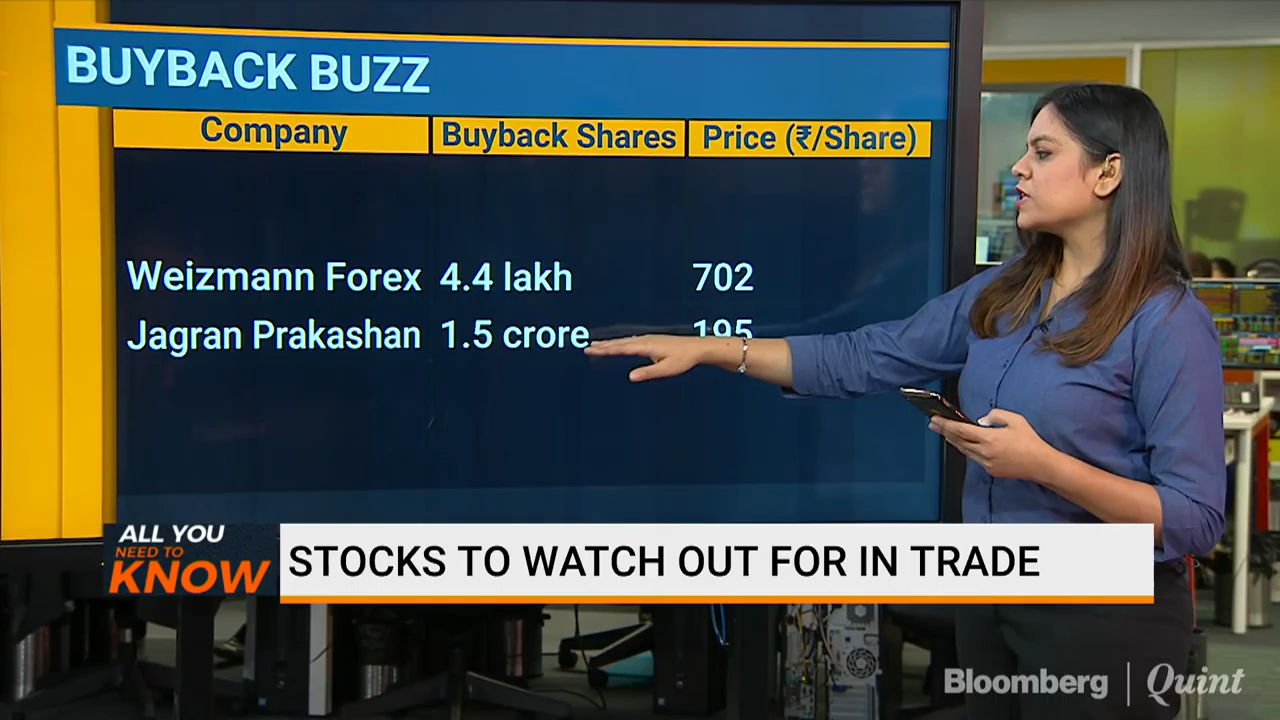 BUYBACK BUZZ
Company Buyback Shares Price (₹/Share)
Weizmann Forex 4.4 lakh 702
Jagran Prakashan 1.5 crore 195
ALL YOU
NEED TO
KNOW
STOCKS TO WATCH OUT FOR IN TRADE
Bloomberg | Quint